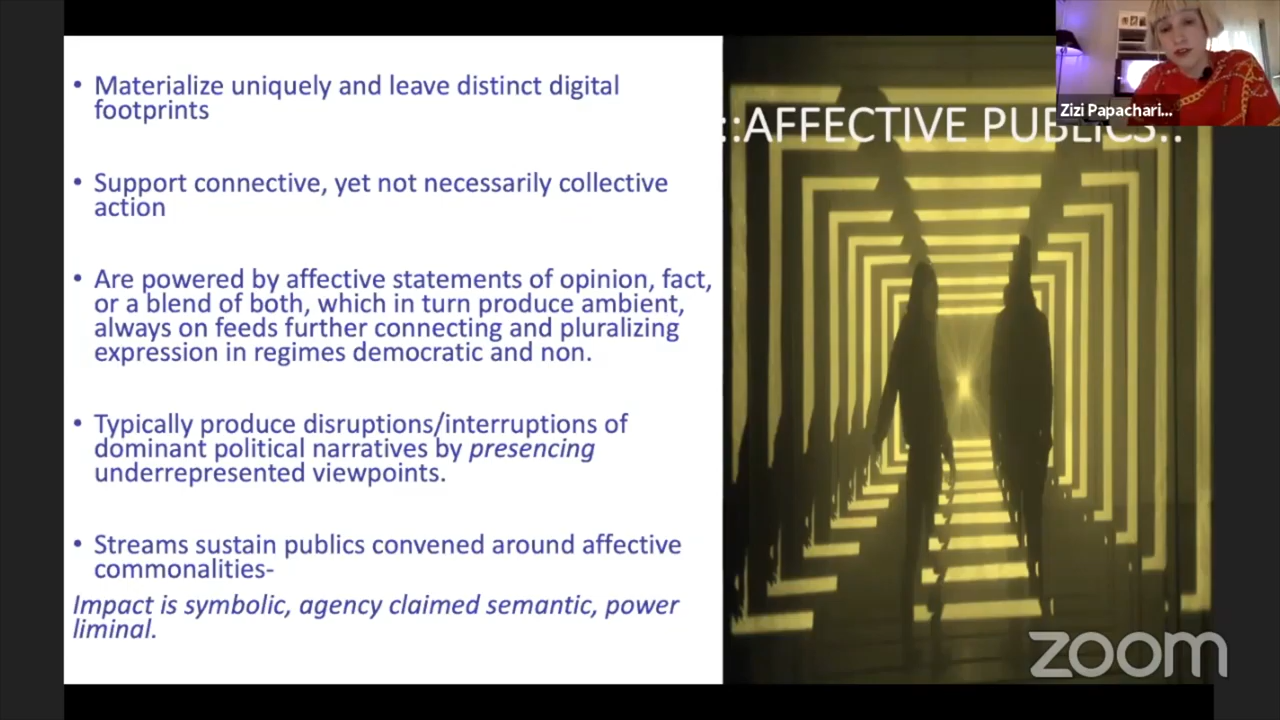 • Materialize uniquely and leave distinct digital
footprints
• Support connective, yet not necessarily collective
action
• Are powered by affective statements of opinion, fact,
or a blend of both, which in turn produce ambient,
always on feeds further connecting and pluralizing
expression in regimes democratic and non.
• Typically produce disruptions/interruptions of
dominant political narratives by presencing
underrepresented viewpoints.
• Streams sustain publics convened around affective
commonalities-
Impact is symbolic, agency claimed semantic, power
liminal.
::AFFECTIVE PUBLICS..
Zizi Papachari...
zoom